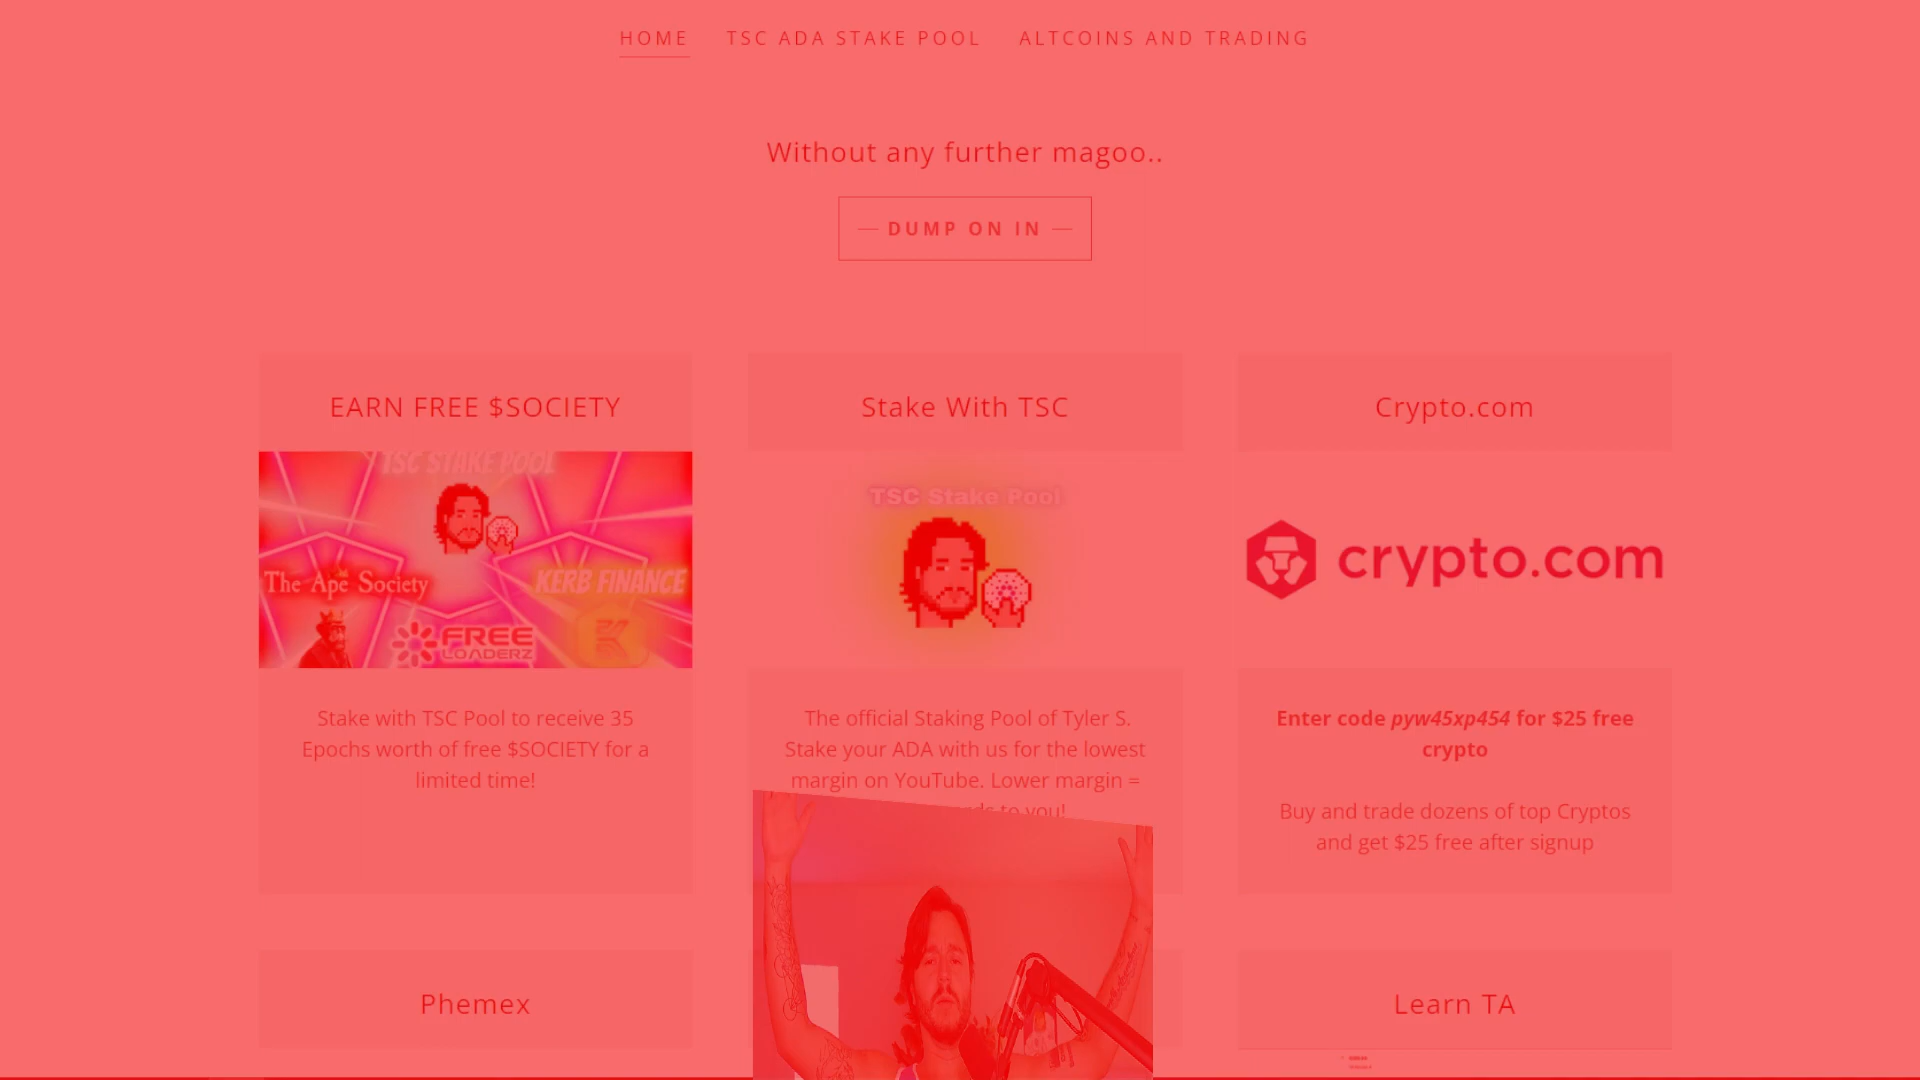 HOME TSC ADA STAKE POOL ALTCOINS AND TRADING
Without any further magoo..
DUMP ON IN
EARN FREE $SOCIETY
TSC STAKE POOL
The Ape Society
KERB FINANCE
FREE
LOADERZ
Stake with TSC Pool to receive 35
Epochs worth of free $SOCIETY for a
limited time!
Stake With TSC
TSC Stake Pool
The official Staking Pool of Tyler S.
Stake your ADA with us for the lowest
margin on YouTube. Lower margin =
to you!
Crypto.com
crypto.com
Enter code pyw45xp454 for $25 free
crypto
Buy and trade dozens of top Cryptos
and get $25 free after signup
Phemex
Learn TA